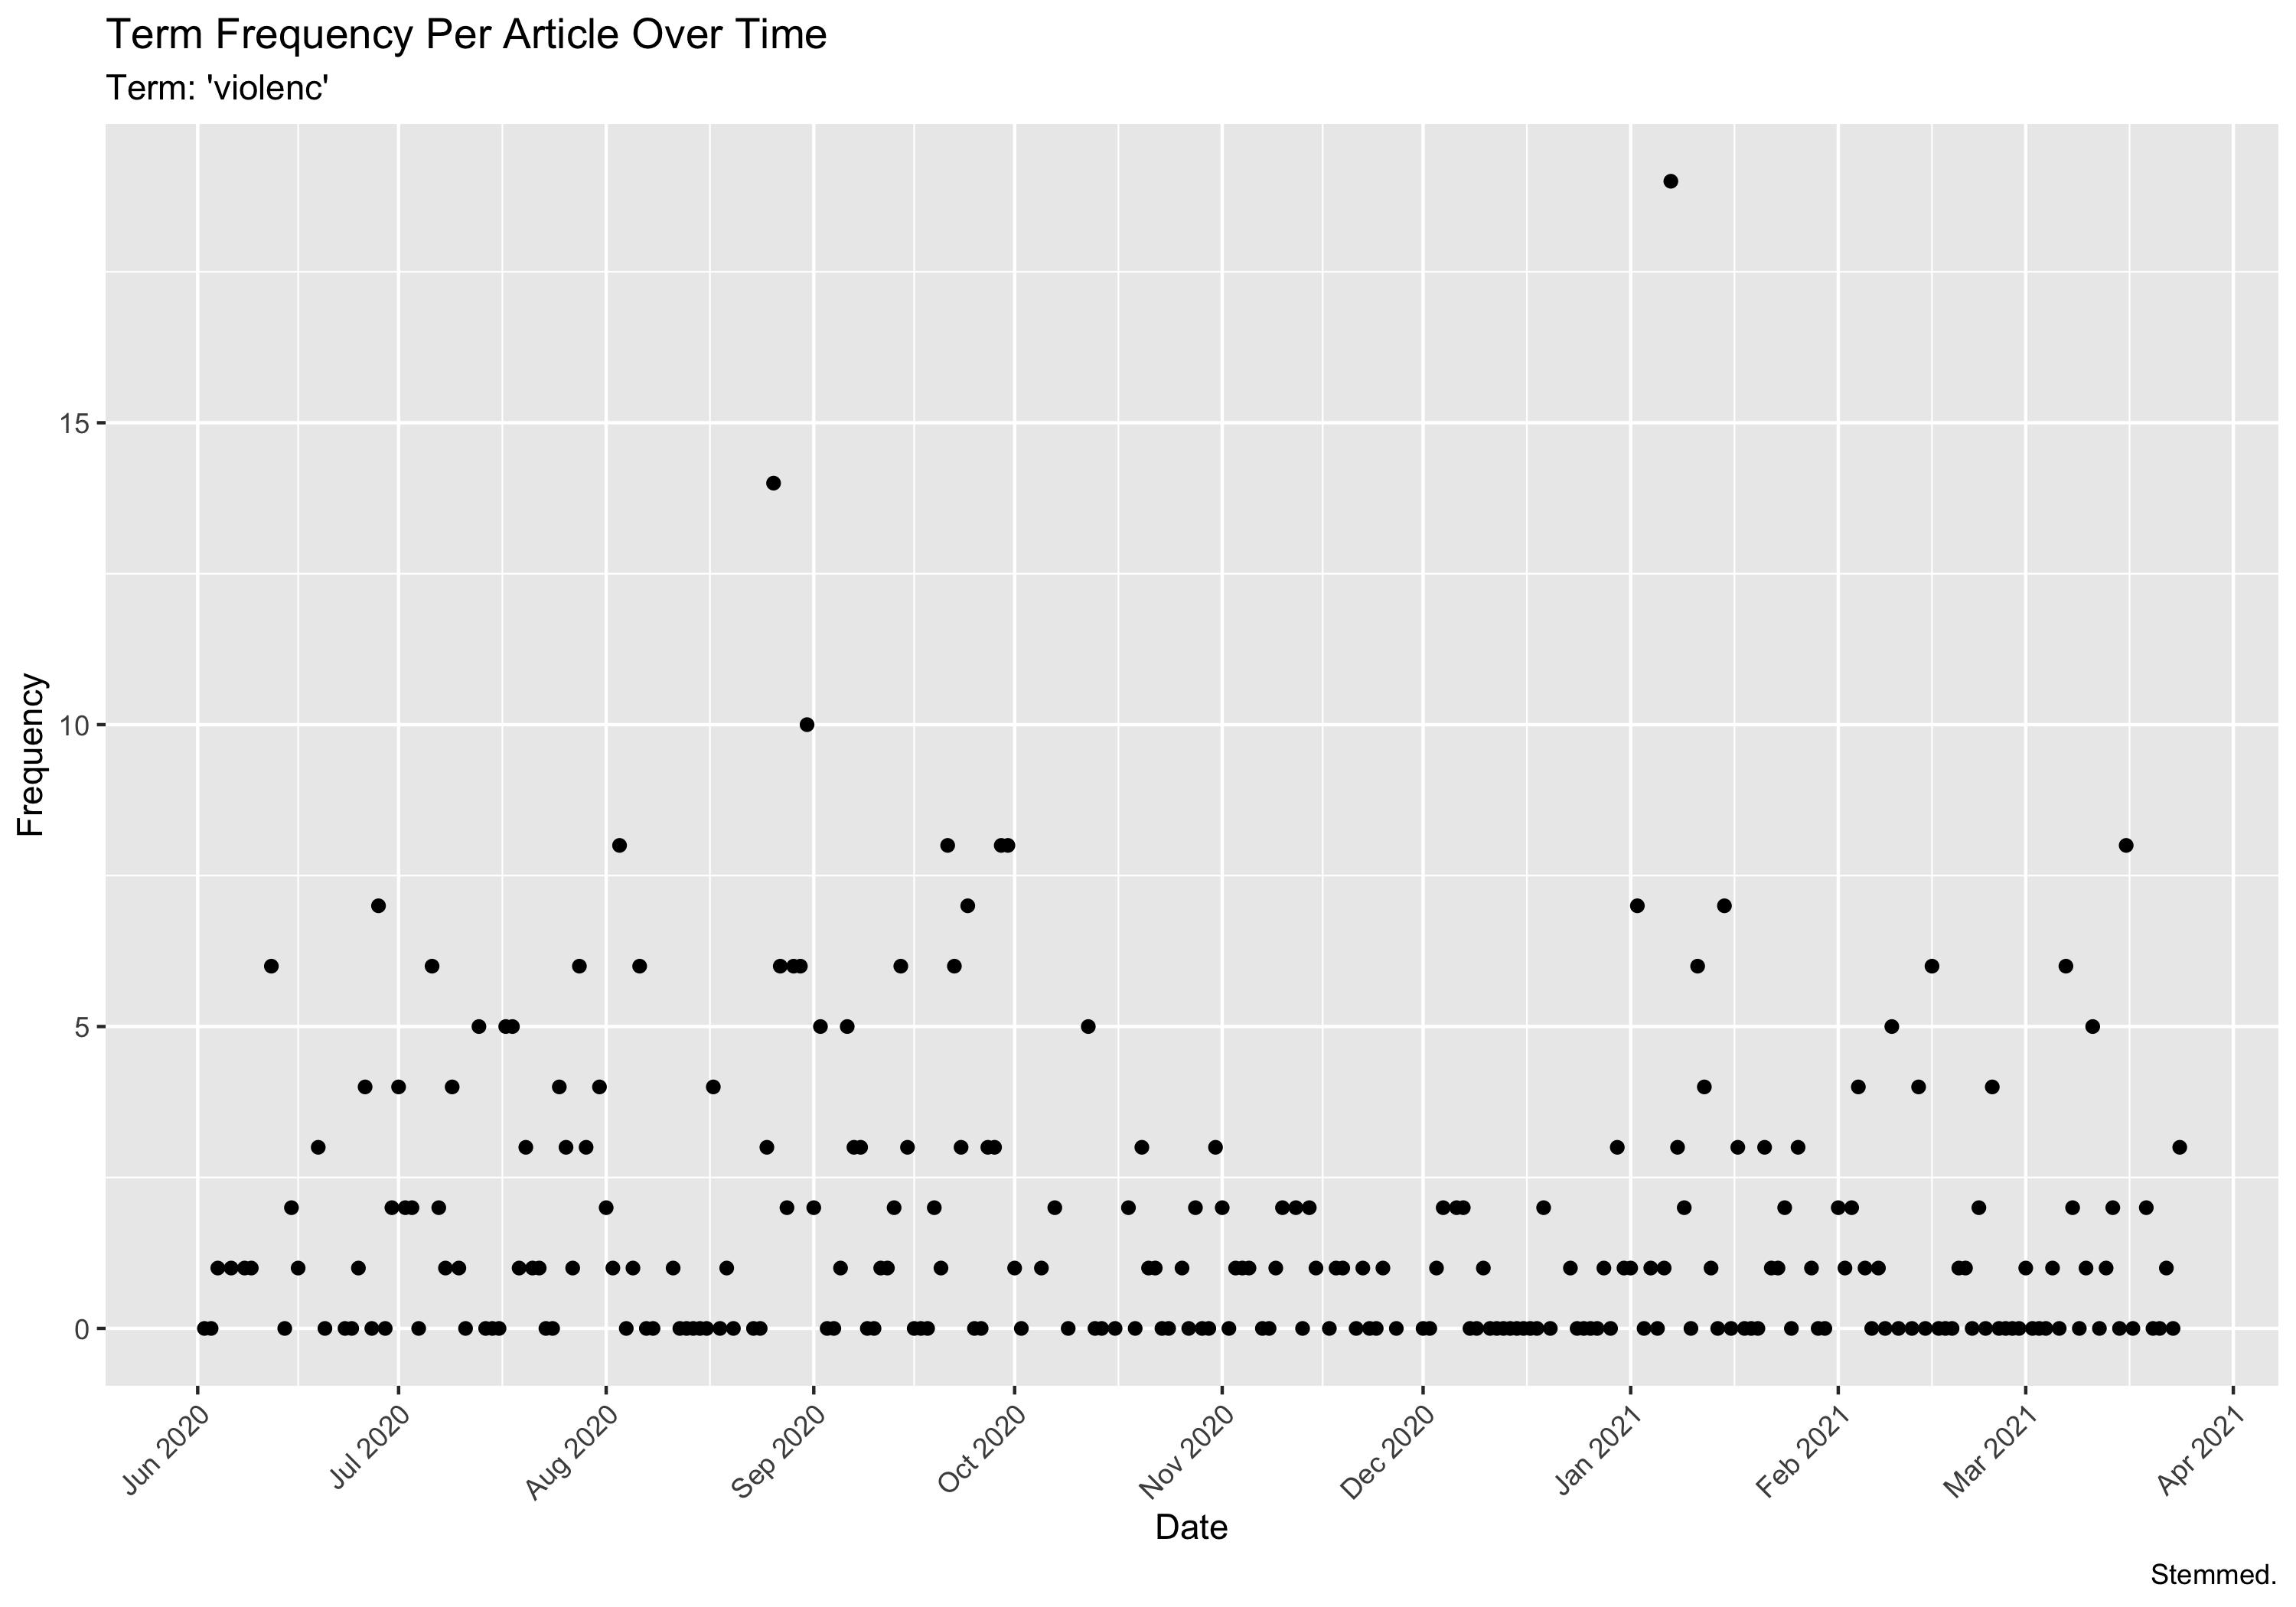 Term Frequency Per Article Over Time
Term: 'violenc'
Frequency
15
10
5
0
Jun 2020
Jul 2020
Aug 2020
Sep 2020
Oct 2020
Nov 2020
Dec 2020
Jan 2021
Feb 2021
Mar 2021
Apr 2021
Date
Stemmed.